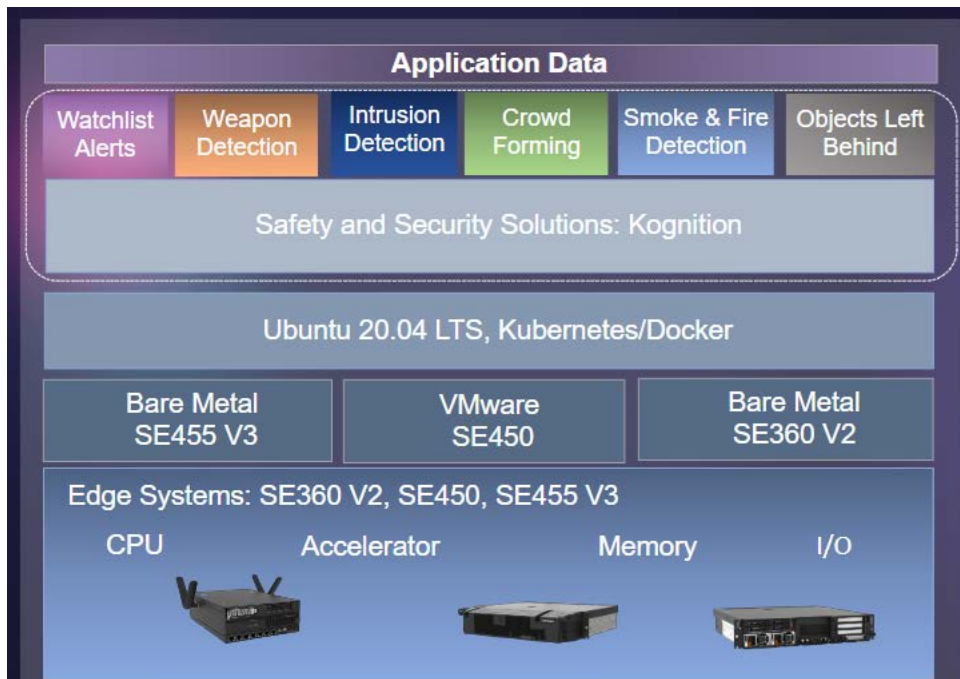 Application Data
Watchlist
Alerts
Weapon
Detection
Intrusion
Detection
Crowd
Forming
Smoke & Fire
Detection
Objects Left
Behind
Safety and Security Solutions: Kognition
Ubuntu 20.04 LTS, Kubernetes/Docker
Bare Metal
SE455 V3
VMware
SE450
Bare Metal
SE360 V2
Edge Systems: SE360 V2, SE450, SE455 V3
CPU
Accelerator
Memory
I/O